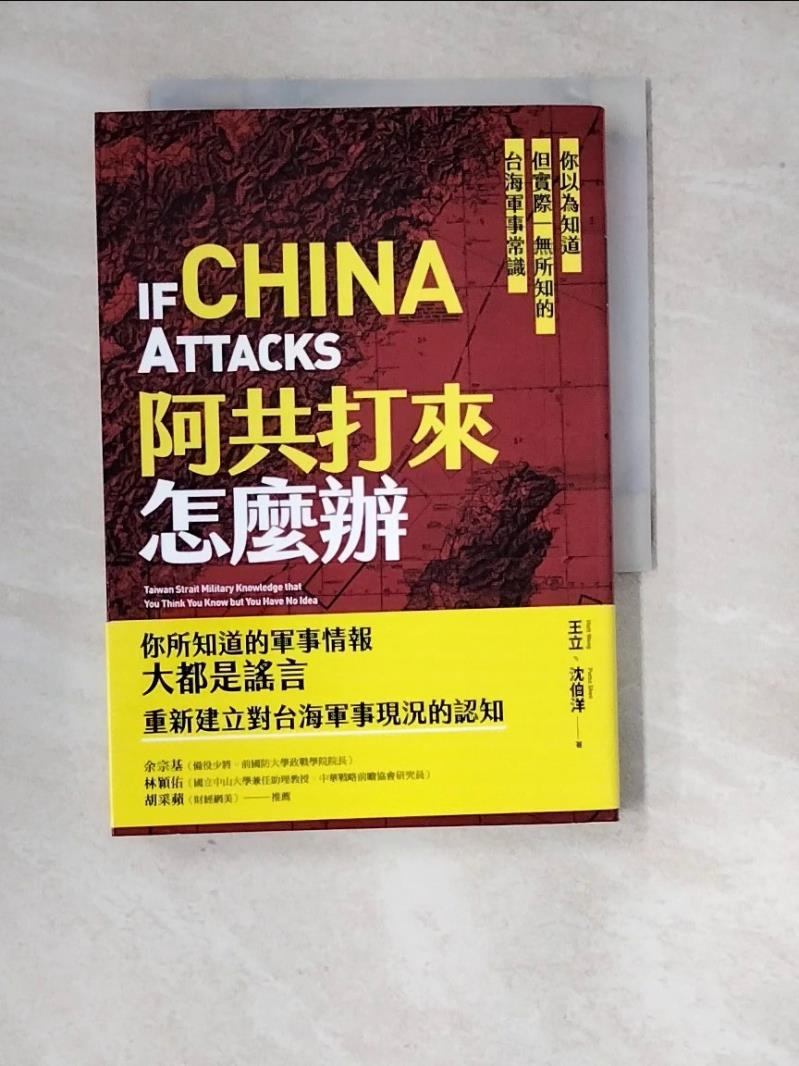 你以為知道
但實際一無所知的
台海軍事常識
IF CHINA
ATTACKS
阿共打來
怎麼辦
Taiwan Strait Military Knowledge that
You Think You Know but You Have No Idea
王立、沈伯洋——著
你所知道的軍事情報
大都是謠言
重新建立對台海軍事現況的認知
余宗基（備役少將·前國防大學政戰學院院長）
林穎佑（國立中山大學兼任助理教授·中華戰略前瞻協會研究員）
胡采蘋（財經網美）——推薦